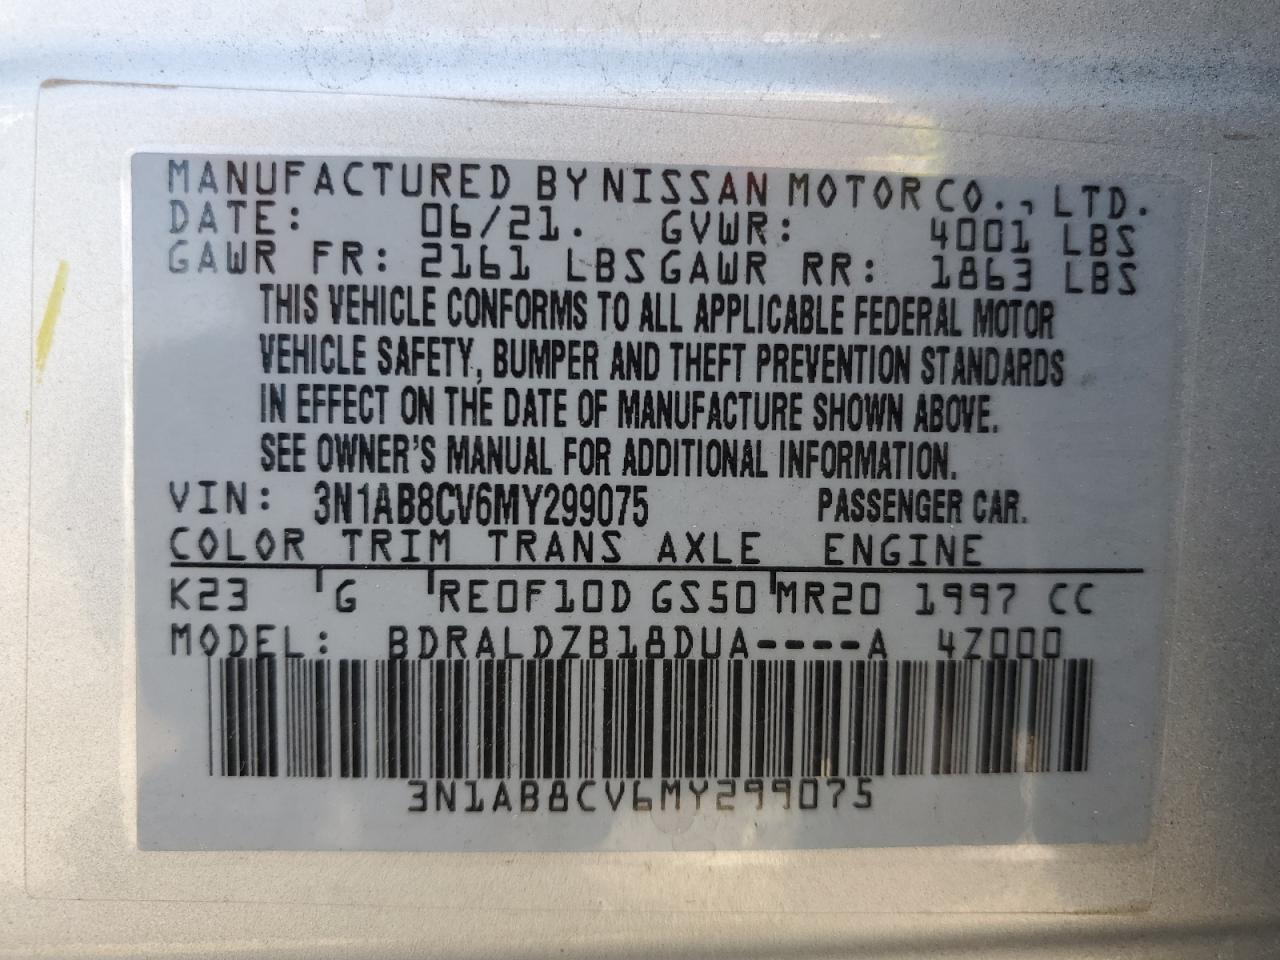 MANUFACTURED BY NISSAN MOTOR CO., LTD.
DATE: 06/21. GVWR: 4001 LBS
GAWR FR: 2161 LBS GAWR RR: 1863 LBS
THIS VEHICLE CONFORMS TO ALL APPLICABLE FEDERAL MOTOR
VEHICLE SAFETY, BUMPER AND THEFT PREVENTION STANDARDS
IN EFFECT ON THE DATE OF MANUFACTURE SHOWN ABOVE.
SEE OWNER'S MANUAL FOR ADDITIONAL INFORMATION.
VIN: 3N1AB8CV6MY299075 PASSENGER CAR.
COLOR TRIM TRANS AXLE ENGINE
K23 G RE0F10D GS50 MR20 1997 CC
MODEL: BDRALDZB18DUA----A 4Z000
3N1AB8CV6MY299075